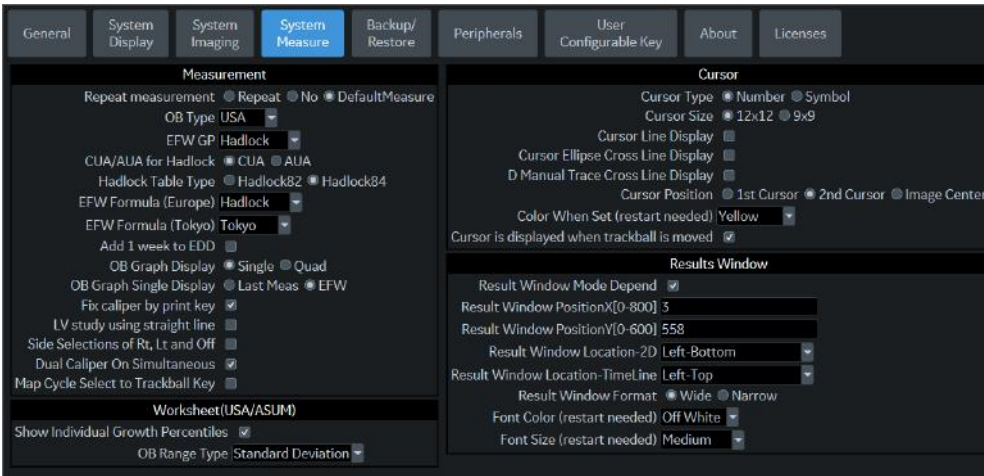 General
System Display
System Imaging
System Measure
Backup/ Restore
Peripherals
User Configurable Key
About
Licenses
Measurement
Repeat measurement Repeat No DefaultMeasure
OB Type USA
EFW GP Hadlock
CUA/AUA for Hadlock CUA AUA
Hadlock Table Type Hadlock82 Hadlock84
EFW Formula (Europe) Hadlock
EFW Formula (Tokyo) Tokyo
Add 1 week to EDD
OB Graph Display Single Quad
OB Graph Single Display Last Meas EFW
Fix caliper by print key
LV study using straight line
Side Selections of Rt, Lt and Off
Dual Caliper On Simultaneous
Map Cycle Select to Trackball Key
Worksheet(USA/ASUM)
Show Individual Growth Percentiles
OB Range Type Standard Deviation
Cursor
Cursor Type Number Symbol
Cursor Size 12x12 9x9
Cursor Line Display
Cursor Ellipse Cross Line Display
D Manual Trace Cross Line Display
Cursor Position 1st Cursor 2nd Cursor Image Center
Color When Set (restart needed) Yellow
Cursor is displayed when trackball is moved
Results Window
Result Window Mode Depend
Result Window PositionX[0-800] 3
Result Window PositionY[0-600] 558
Result Window Location-2D Left-Bottom
Result Window Location-TimeLine Left-Top
Result Window Format Wide Narrow
Font Color (restart needed) Off White
Font Size (restart needed) Medium